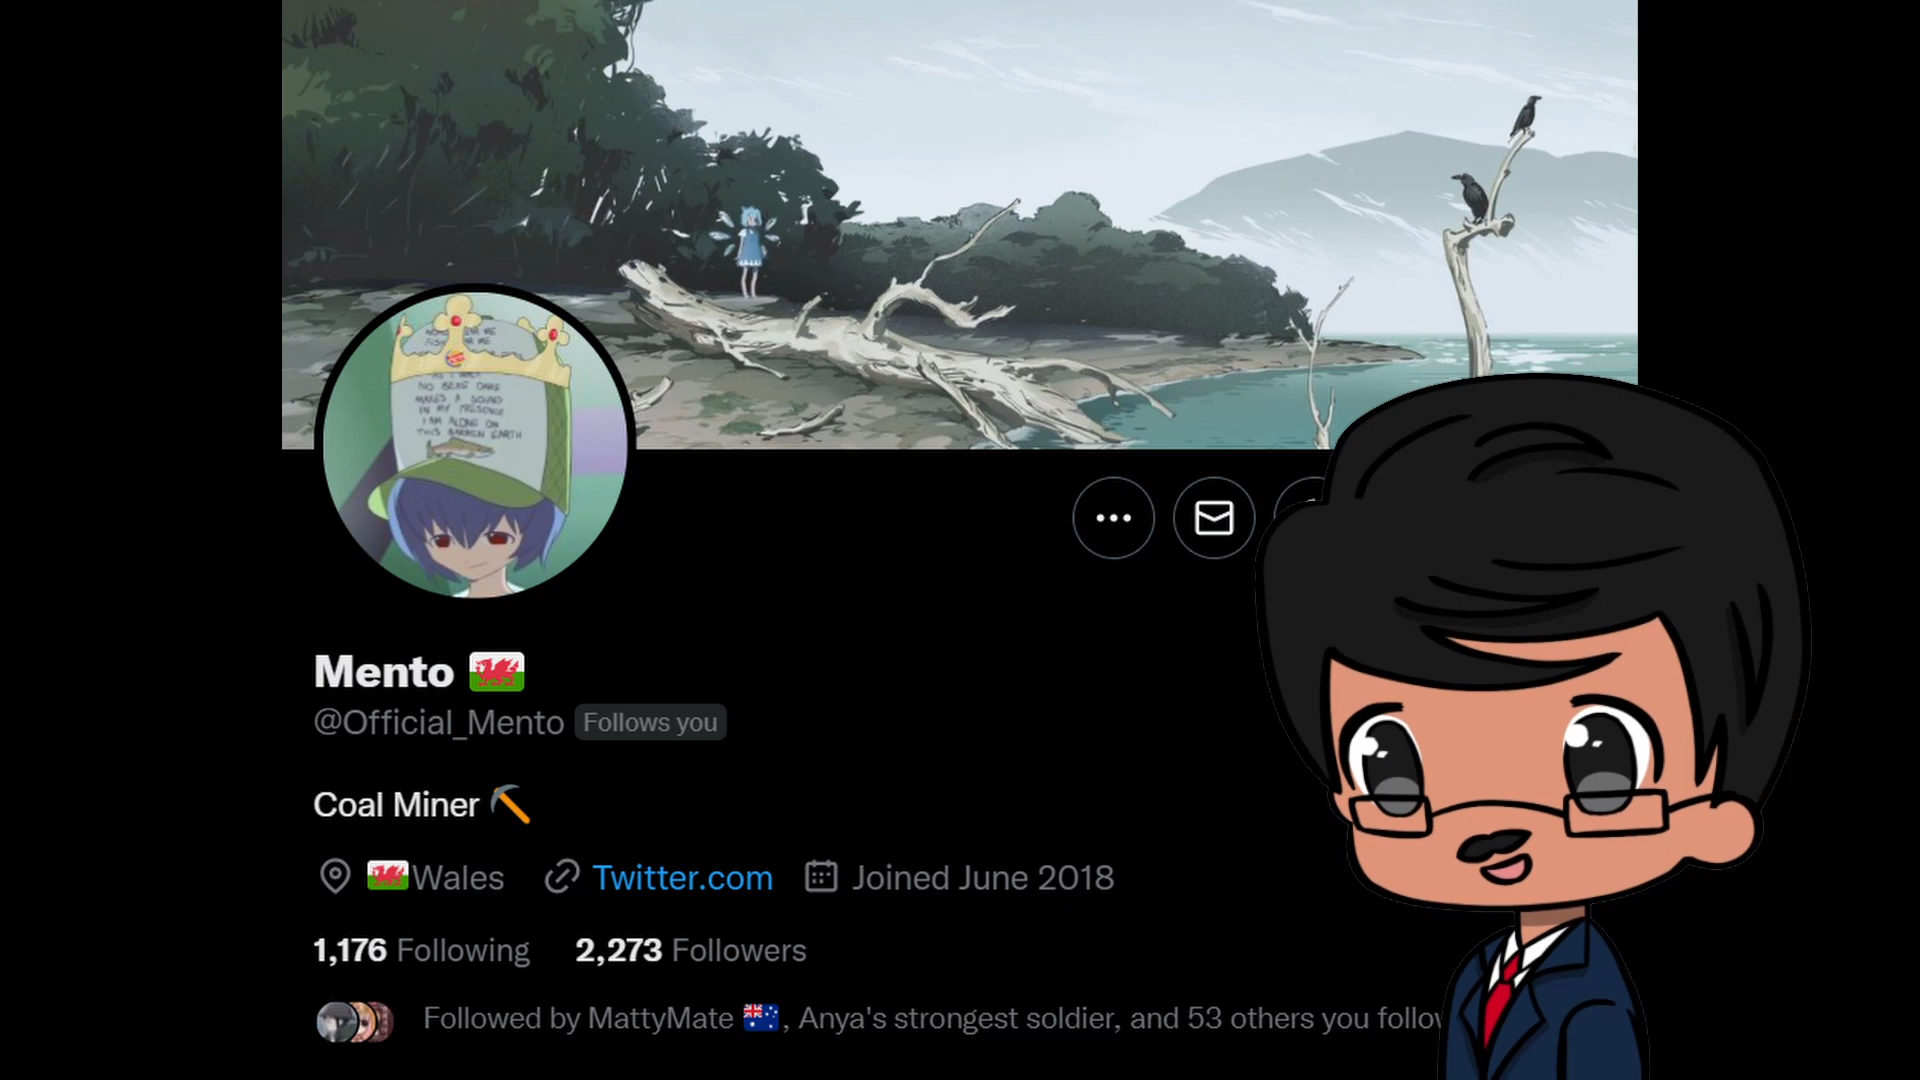 NO BEAST DARE
MAKES A SOUND
IN MY PRESENCE
I AM ALONE ON
THIS BARREN EARTH
Mento 🏴󠁧󠁢󠁷󠁬󠁳󠁿
@Official_Mento Follows you
Coal Miner ⛏️
🏴󠁧󠁢󠁷󠁬󠁳󠁿Wales Twitter.com Joined June 2018
1,176 Following 2,273 Followers
Followed by MattyMate 🇦🇺, Anya's strongest soldier, and 53 others you follow